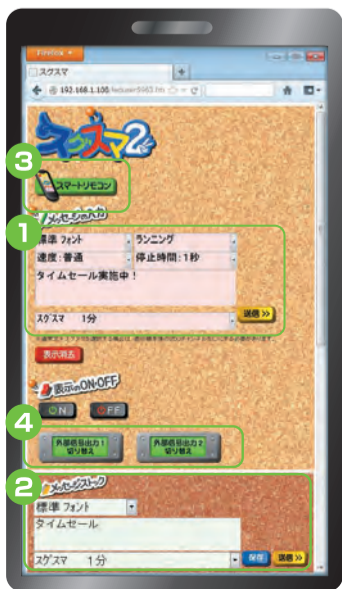 Firefox
スグスマ
192.168.1.100
スグスマ2
3
スマートリモコン
メッセージの入力
1
標準 フォント ランニング
速度:普通 停止時間:1秒
タイムセール実施中!
スグスマ 1分 送信
表示消去
表示のON・OFF
ON OFF
4
外部信号出力1 切り替え
外部信号出力2 切り替え
2
メッセージストック
標準 フォント
タイムセール
スグスマ 1分 保存 送信